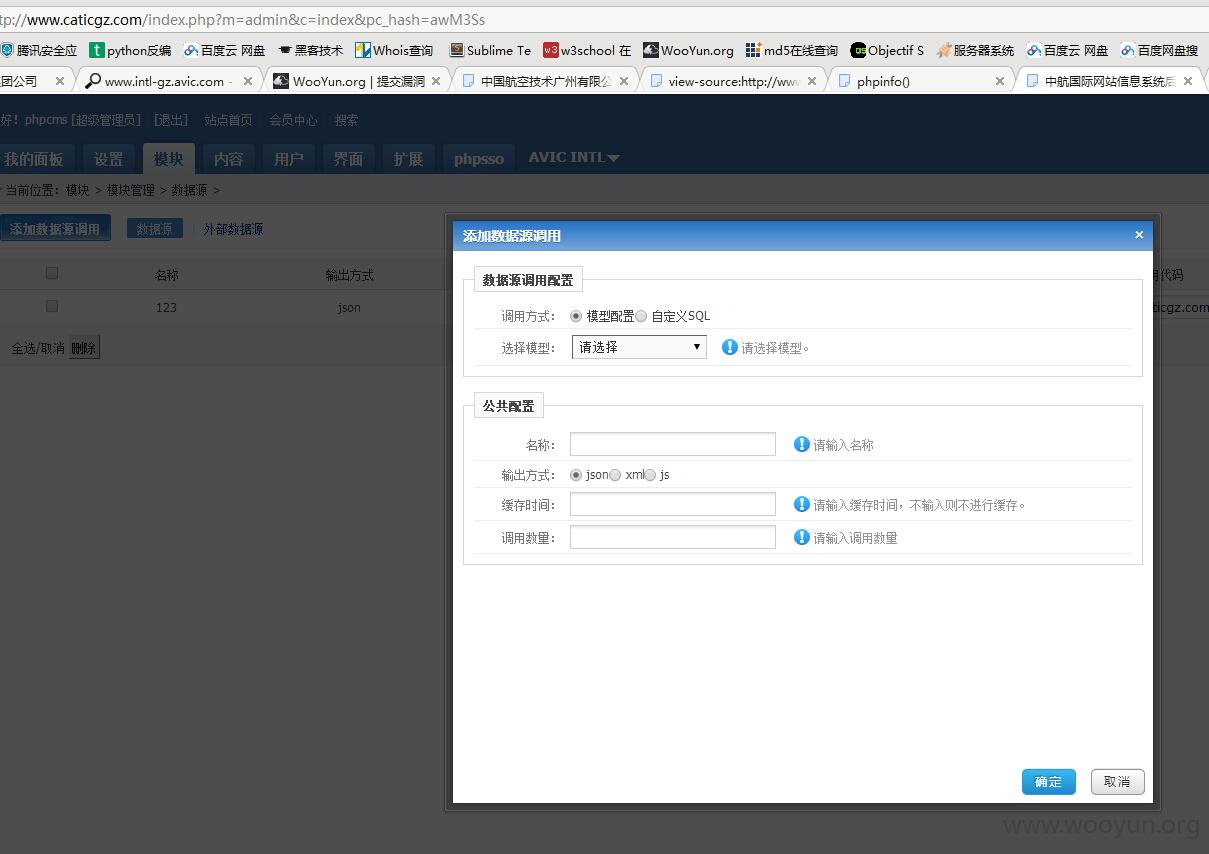 tp://www.caticgz.com/index.php?m=admin&c=index&pc_hash=awM3Ss
腾讯安全应 python反编 百度云 网盘 黑客技术 Whois查询 Sublime Te w3school 在 WooYun.org md5在线查询 Objectif S 服务器系统 百度云 网盘 百度网盘搜
团公司 www.intl-gz.avic.com - WooYun.org | 提交漏洞 中国航空技术广州有限公 view-source:http://www phpinfo() 中航国际网站信息系统后
好！phpcms [超级管理员] [退出] 站点首页 会员中心 搜索
我的面板 设置 模块 内容 用户 界面 扩展 phpsso AVIC INTL
当前位置：模块 > 模块管理 > 数据源 >
添加数据源调用 数据源 外部数据源
名称 输出方式 用代码
123 json ticgz.com
全选/取消 删除
添加数据源调用 ×
数据源调用配置
调用方式： 模型配置 自定义SQL
选择模型： 请选择 请选择模型。
公共配置
名称： 请输入名称
输出方式： json xml js
缓存时间： 请输入缓存时间，不输入则不进行缓存。
调用数量： 请输入调用数量
确定 取消
www.wooyun.org